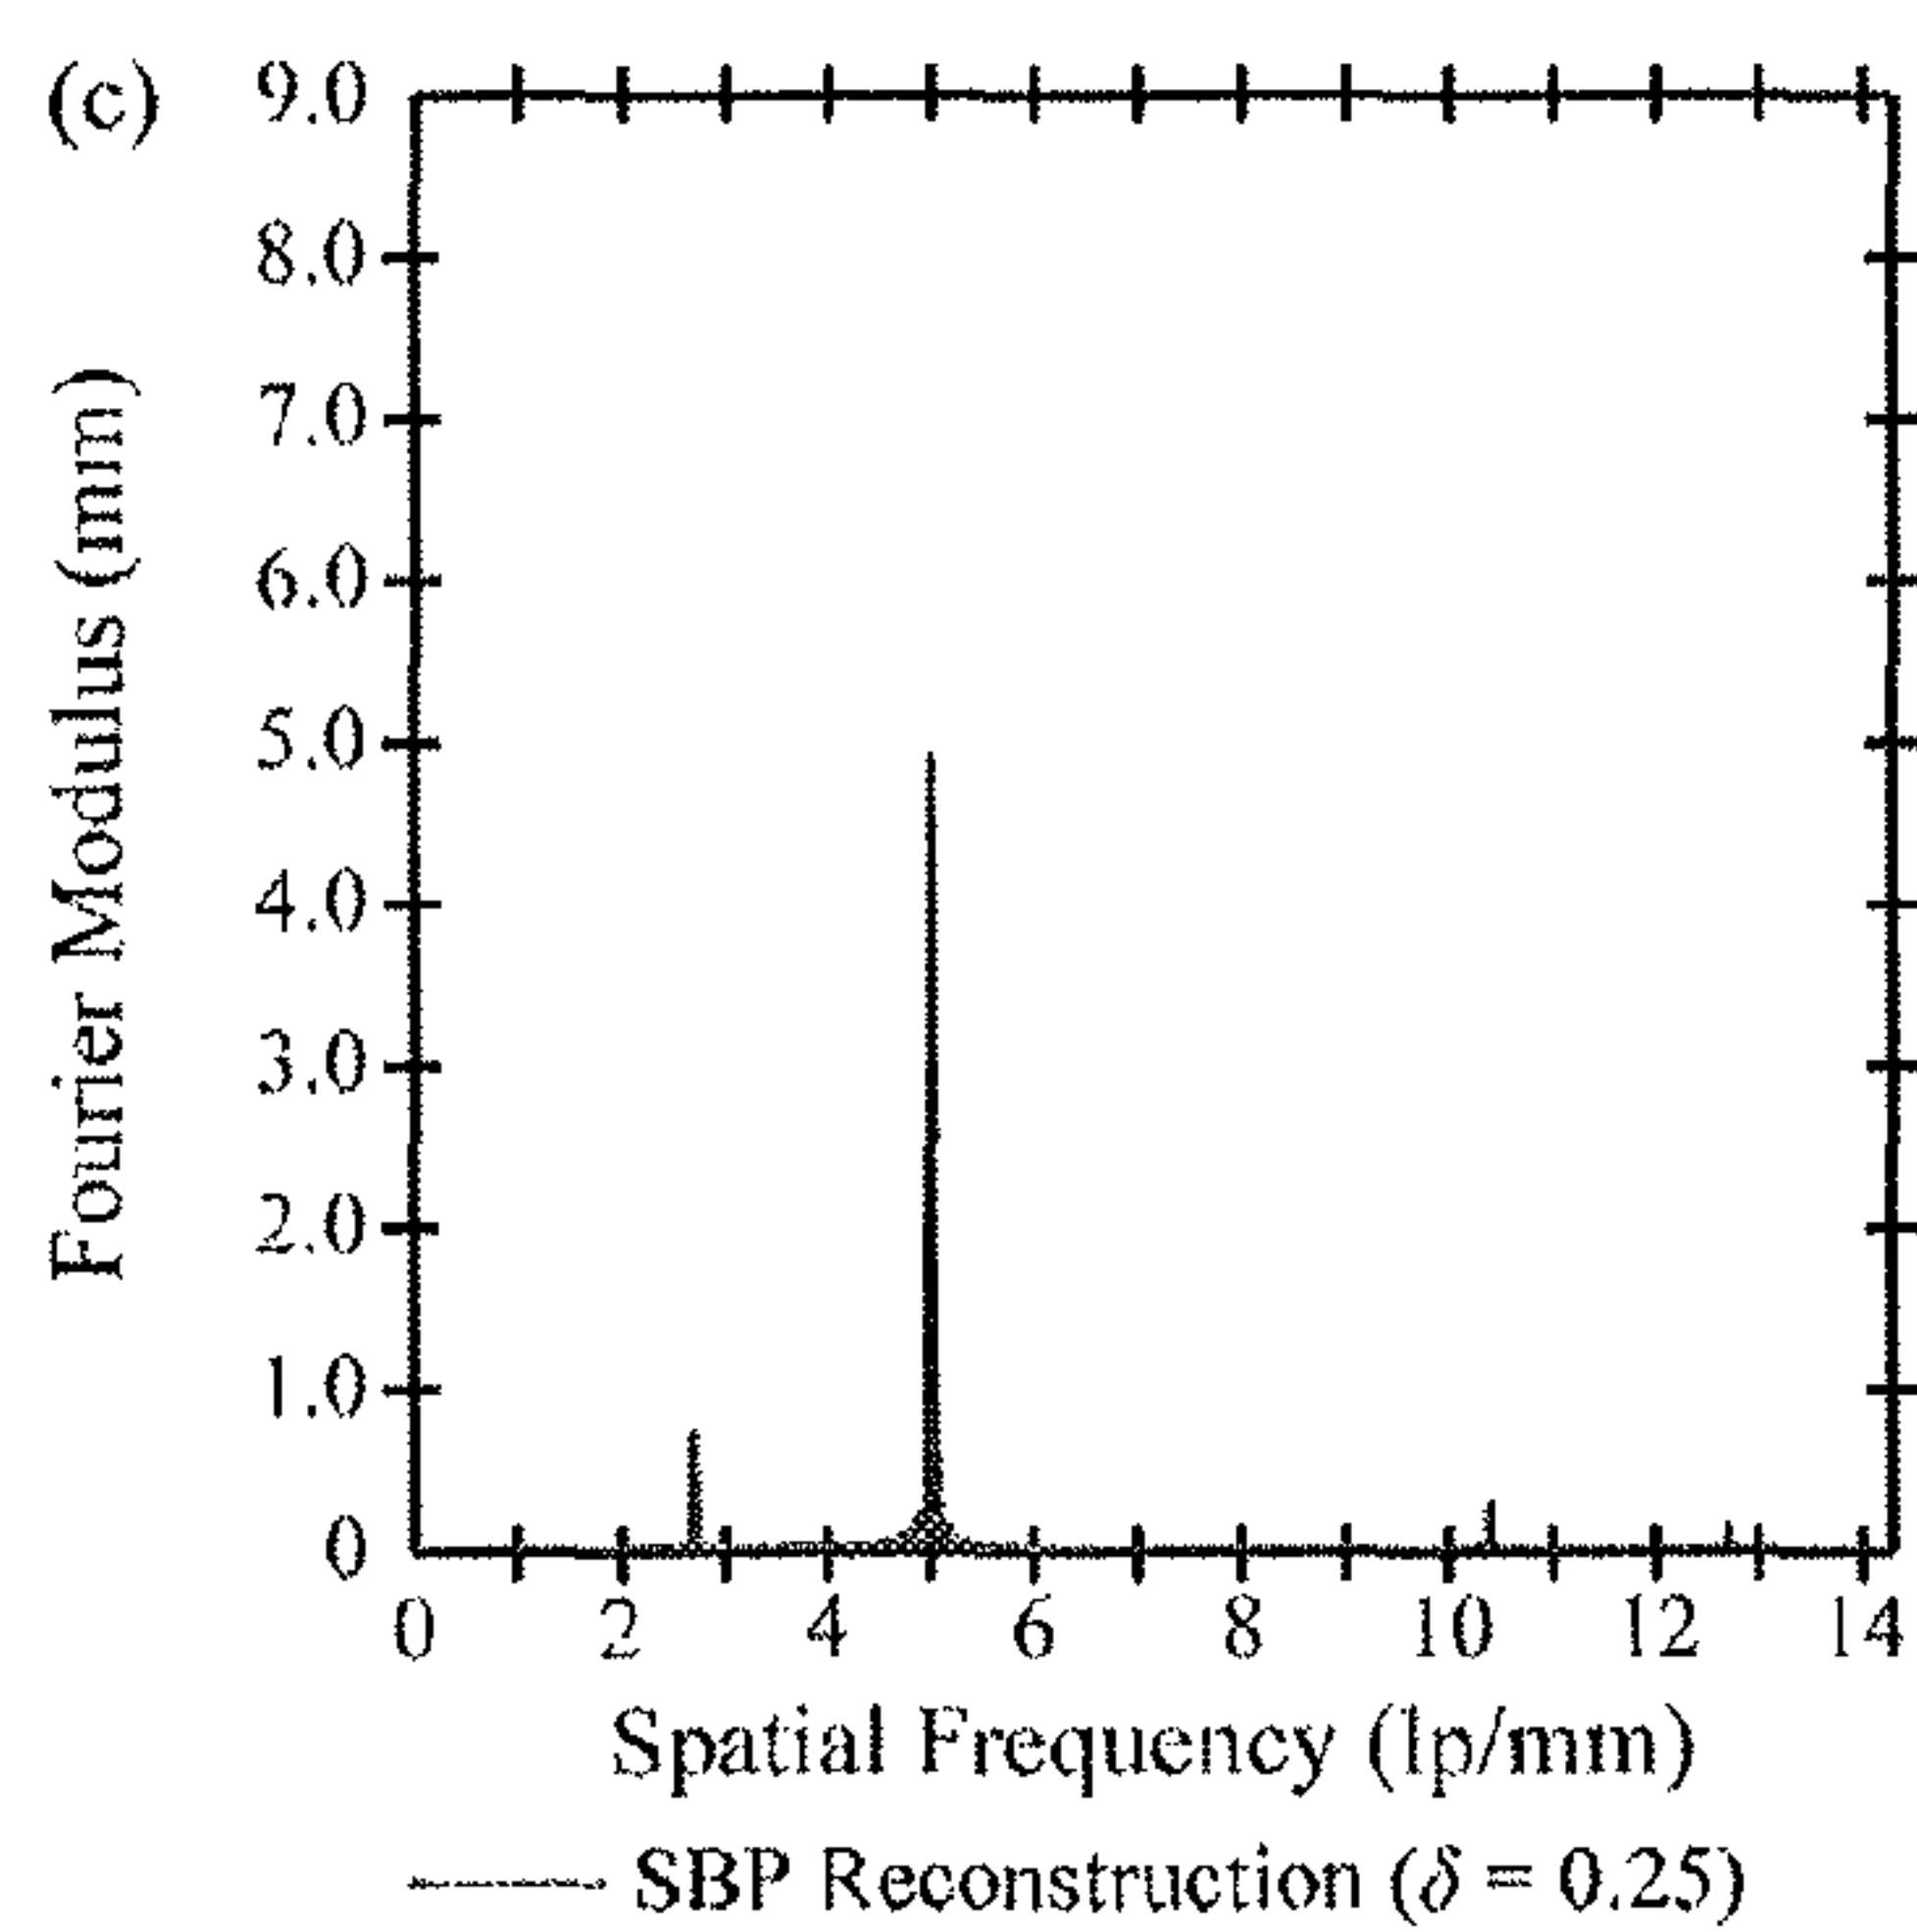 (c)
9.0
8.0
7.0
6.0
5.0
4.0
3.0
2.0
1.0
0
Fourier Modulus (mm)
0 2 4 6 8 10 12 14
Spatial Frequency (lp/mm)
SBP Reconstruction (δ = 0.25)